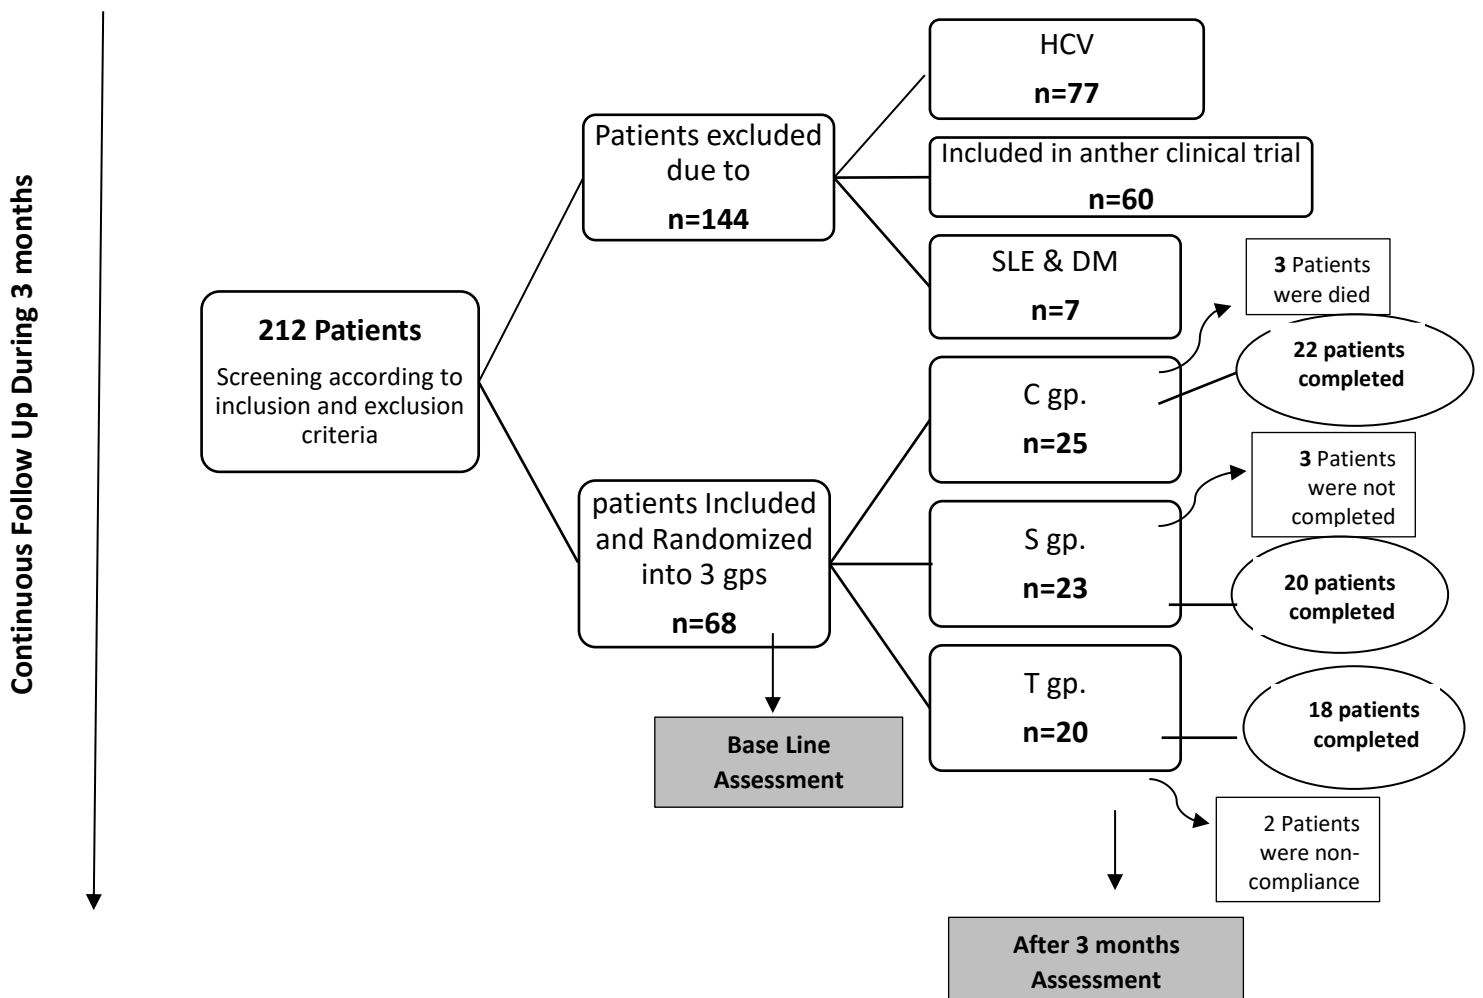 Continuous Follow Up During 3 months
212 Patients
Screening according to
inclusion and exclusion
criteria
Patients excluded
due to
n=144
HCV
n=77
Included in anther clinical trial
n=60
SLE & DM
n=7
patients Included
and Randomized
into 3 gps
n=68
Base Line
Assessment
C gp.
n=25
3 Patients
were died
22 patients
completed
S gp.
n=23
3 Patients
were not
completed
20 patients
completed
T gp.
n=20
18 patients
completed
2 Patients
were non-
compliance
After 3 months
Assessment